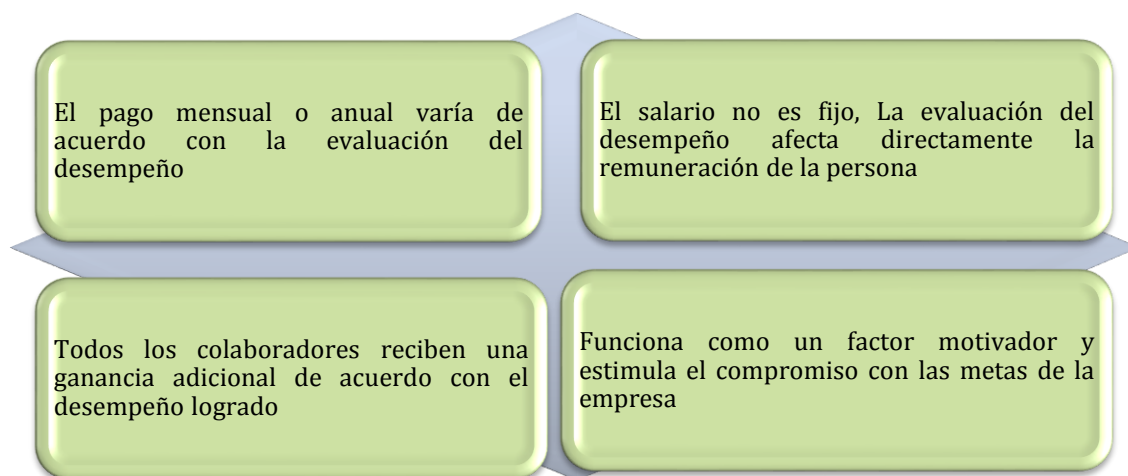 El pago mensual o anual varía de
acuerdo con la evaluación del
desempeño
El salario no es fijo, La evaluación del
desempeño afecta directamente la
remuneración de la persona
Todos los colaboradores reciben una
ganancia adicional de acuerdo con el
desempeño logrado
Funciona como un factor motivador y
estimula el compromiso con las metas de la
empresa